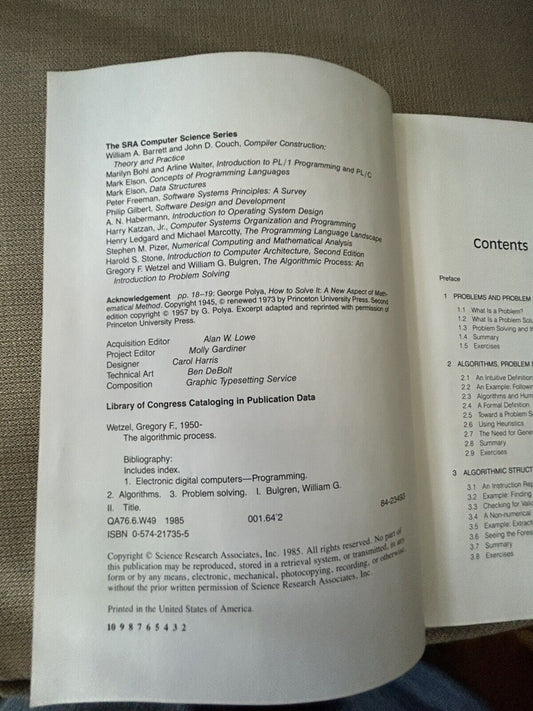 The SRA Computer Science Series
William A. Barrett and John D. Couch, Compiler Construction:
Theory and Practice
Marilyn Bohl and Arline Walter, Introduction to PL/1 Programming and PL/C
Mark Elson, Concepts of Programming Languages
Mark Elson, Data Structures
Peter Freeman, Software Systems Principles: A Survey
Philip Gilbert, Software Design and Development
A. N. Habermann, Introduction to Operating System Design
Harry Katzan, Jr., Computer Systems Organization and Programming
Henry Ledgard and Michael Marcotty, The Programming Language Landscape
Stephen M. Pizer, Numerical Computing and Mathematical Analysis
Harold S. Stone, Introduction to Computer Architecture, Second Edition
Gregory F. Wetzel and William G. Bulgren, The Algorithmic Process: An
Introduction to Problem Solving
Acknowledgement pp. 18–19: George Polya, How to Solve It: A New Aspect of Math-
ematical Method. Copyright 1945, © renewed 1973 by Princeton University Press. Second
edition copyright © 1957 by G. Polya. Excerpt adapted and reprinted with permission of
Princeton University Press.
Acquisition Editor Alan W. Lowe
Project Editor Molly Gardiner
Designer Carol Harris
Technical Art Ben DeBolt
Composition Graphic Typesetting Service
Library of Congress Cataloging in Publication Data
Wetzel, Gregory F., 1950-
The algorithmic process.
Bibliography:
Includes index.
1. Electronic digital computers—Programming.
2. Algorithms. 3. Problem solving. I. Bulgren, William G.
II. Title.
QA76.6.W49 1985 001.64'2 84-23493
ISBN 0-574-21735-5
Copyright © Science Research Associates, Inc. 1985. All rights reserved. No part of
this publication may be reproduced, stored in a retrieval system, or transmitted, in any
form or by any means, electronic, mechanical, photocopying, recording, or otherwise,
without the prior written permission of Science Research Associates, Inc.
Printed in the United States of America.
10 9 8 7 6 5 4 3 2
Contents
Preface
1 PROBLEMS AND PROBLEM
1.1 What Is a Problem?
1.2 What Is a Problem
1.3 Problem Solving and
1.4 Summary
1.5 Exercises
2 ALGORITHMS, PROBLEM
2.1 An Intuitive Definition
2.2 An Example:
2.3 Algorithms and
2.4 A Formal Definition
2.5 Toward a Problem
2.6 Using Heuristics
2.7 The Need for
2.8 Summary
2.9 Exercises
3 ALGORITHMIC
3.1 An Instruction
3.2 Example: Finding
3.3 Checking for
3.4 A Non-numerical
3.5 Example:
3.6 Seeing the
3.7 Summary
3.8 Exercises